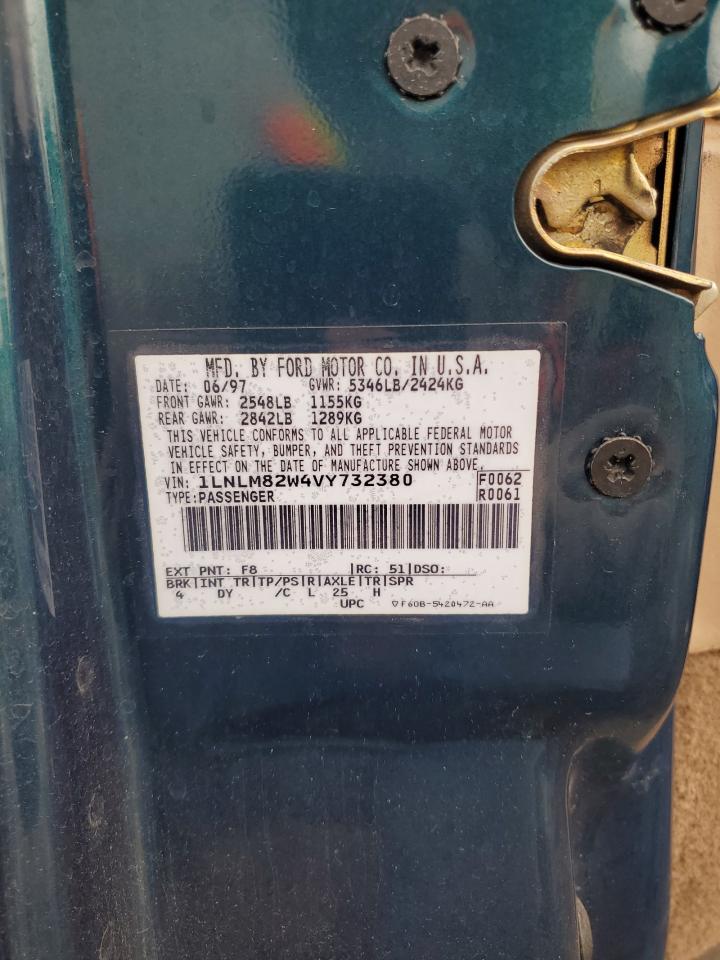 MFD. BY FORD MOTOR CO. IN U.S.A.
DATE: 06/97 GVWR: 5346LB/2424KG
FRONT GAWR: 2548LB 1155KG
REAR GAWR: 2842LB 1289KG
THIS VEHICLE CONFORMS TO ALL APPLICABLE FEDERAL MOTOR
VEHICLE SAFETY, BUMPER, AND THEFT PREVENTION STANDARDS
IN EFFECT ON THE DATE OF MANUFACTURE SHOWN ABOVE.
VIN: 1LNLM82W4VY732380 F0062
TYPE: PASSENGER R0061
EXT PNT: F8 |RC: 51|DSO:
BRK|INT TR|TP/PS|R|AXLE|TR|SPR
4 DY /C L 25 H
UPC ▽F60B-5420472-AA